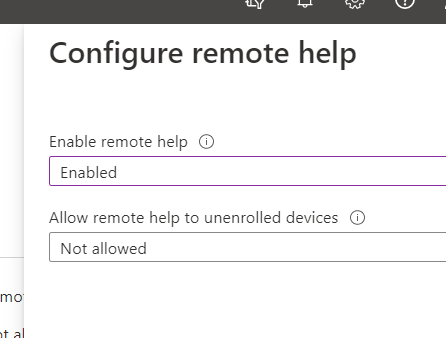 Configure remote help
Enable remote help
Enabled
Allow remote help to unenrolled devices
Not allowed